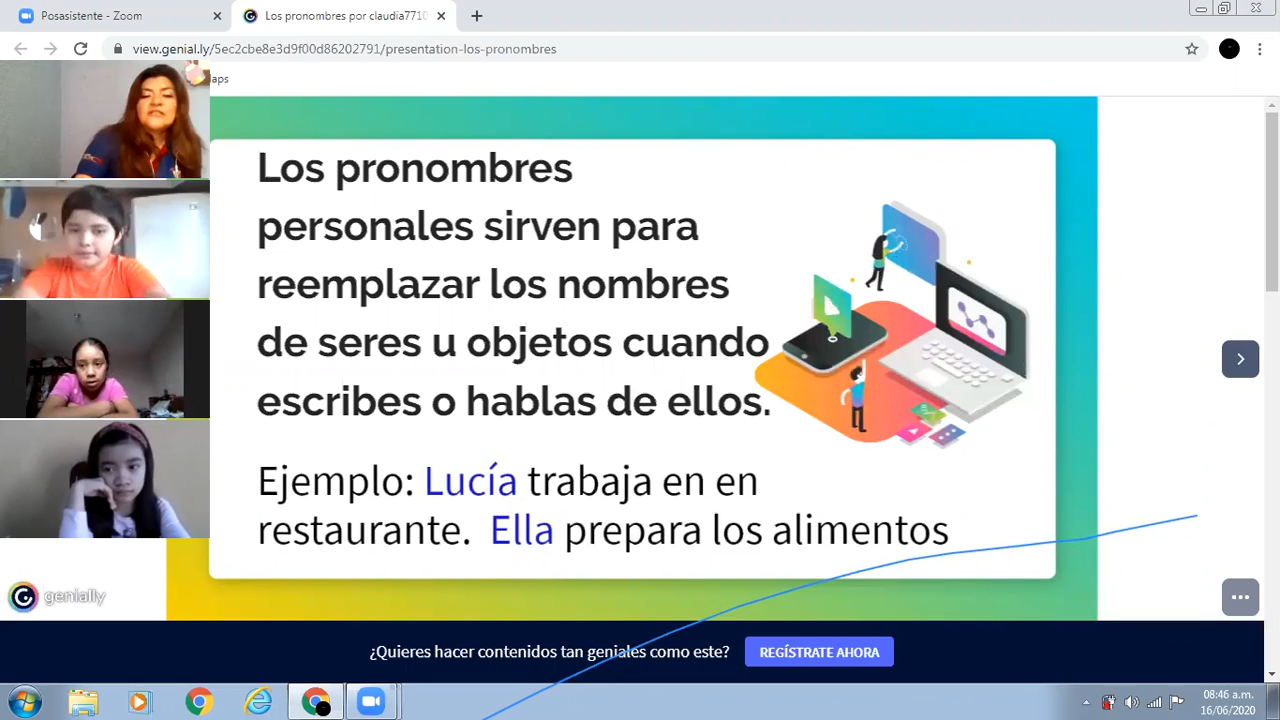 Posasistente - Zoom
Los pronombres por claudia7710
view.genial.ly/5ec2cbe8e3d9f00d86202791/presentation-los-pronombres
aps
Los pronombres
personales sirven para
reemplazar los nombres
de seres u objetos cuando
escribes o hablas de ellos.
Ejemplo: Lucía trabaja en en
restaurante. Ella prepara los alimentos
genially
¿Quieres hacer contenidos tan geniales como este?
REGÍSTRATE AHORA
08:46 a.m.
16/06/2020